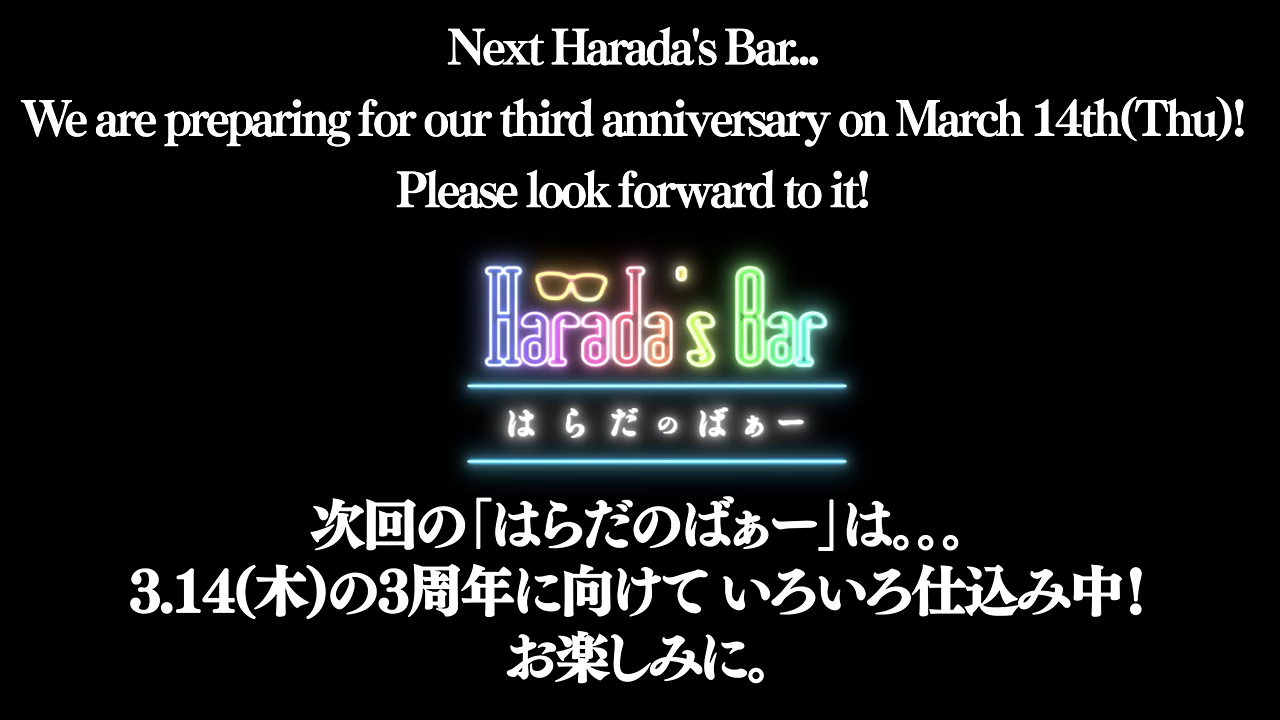 Next Harada's Bar...
We are preparing for our third anniversary on March 14th(Thu)!
Please look forward to it!
Harada's Bar
はらだのばぁー
次回の「はらだのばぁー」は。。。
3.14(木)の3周年に向けて いろいろ仕込み中!
お楽しみに。